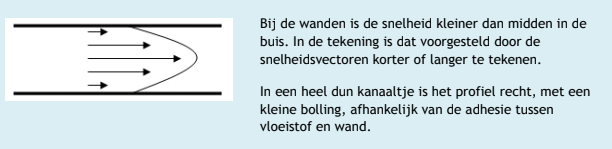 Bij de wanden is de snelheid kleiner dan midden in de
buis. In de tekening is dat voorgesteld door de
snelheidsvectoren korter of langer te tekenen.
In een heel dun kanaaltje is het profiel recht, met een
kleine bolling, afhankelijk van de adhesie tussen
vloeistof en wand.